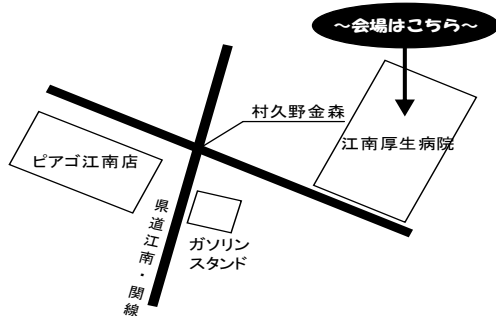 ～会場はこちら～
村久野金森
江南厚生病院
ピアゴ江南店
県道江南・関線
ガソリン
スタンド